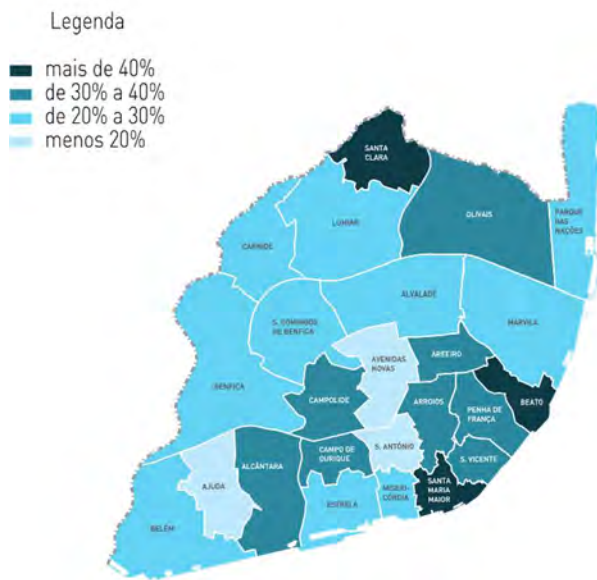 Legenda
mais de 40%
de 30% a 40%
de 20% a 30%
menos 20%
SANTA
CLARA
LUMIAR
OLIVAIS
PARQUE
DAS
NAÇÕES
CARNIDE
ALVALADE
S. DOMINGOS
DE BENFICA
MARVILA
AVENIDAS
NOVAS
AREEIRO
BENFICA
CAMPOLIDE
ARROIOS
PENHA DE
FRANÇA
BEATO
ALCÂNTARA
CAMPO DE
OURIQUE
S. ANTÓNIO
S. VICENTE
AJUDA
SANTA
MARIA
MAIOR
MISERI-
CÓRDIA
ESTRELA
BELÉM